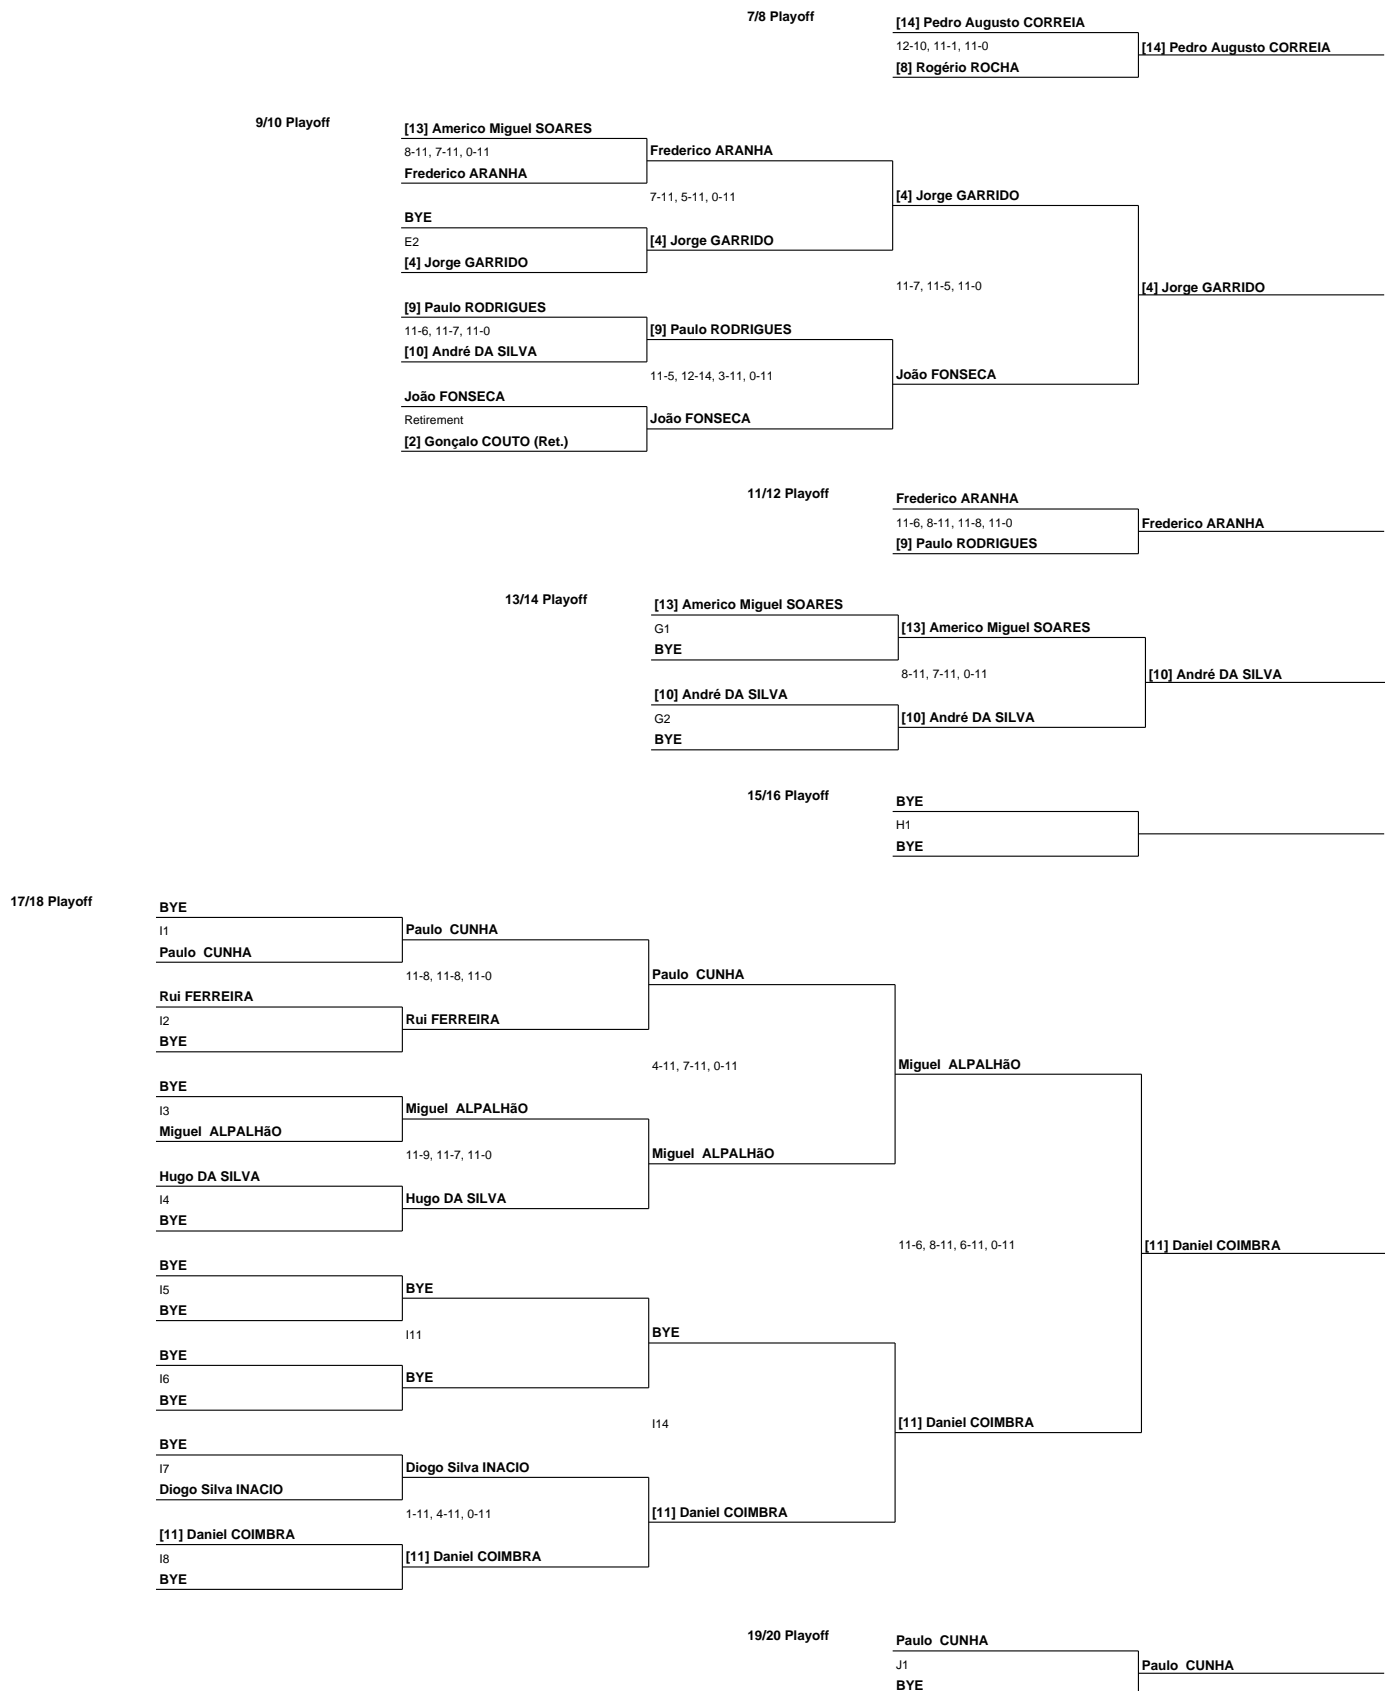 7/8 Playoff
[14] Pedro Augusto CORREIA
12-10, 11-1, 11-0
[14] Pedro Augusto CORREIA
[8] Rogério ROCHA
9/10 Playoff
[13] Americo Miguel SOARES
8-11, 7-11, 0-11
Frederico ARANHA
Frederico ARANHA
7-11, 5-11, 0-11
[4] Jorge GARRIDO
BYE
E2
[4] Jorge GARRIDO
[4] Jorge GARRIDO
11-7, 11-5, 11-0
[4] Jorge GARRIDO
[9] Paulo RODRIGUES
11-6, 11-7, 11-0
[9] Paulo RODRIGUES
[10] André DA SILVA
11-5, 12-14, 3-11, 0-11
João FONSECA
João FONSECA
Retirement
João FONSECA
[2] Gonçalo COUTO (Ret.)
11/12 Playoff
Frederico ARANHA
11-6, 8-11, 11-8, 11-0
Frederico ARANHA
[9] Paulo RODRIGUES
13/14 Playoff
[13] Americo Miguel SOARES
G1
[13] Americo Miguel SOARES
BYE
8-11, 7-11, 0-11
[10] André DA SILVA
[10] André DA SILVA
G2
[10] André DA SILVA
BYE
15/16 Playoff
BYE
H1
BYE
17/18 Playoff
BYE
I1
Paulo  CUNHA
Paulo  CUNHA
11-8, 11-8, 11-0
Paulo  CUNHA
Rui FERREIRA
I2
Rui FERREIRA
BYE
4-11, 7-11, 0-11
Miguel  ALPALHãO
BYE
I3
Miguel  ALPALHãO
Miguel  ALPALHãO
11-9, 11-7, 11-0
Miguel  ALPALHãO
Hugo DA SILVA
I4
Hugo DA SILVA
BYE
11-6, 8-11, 6-11, 0-11
[11] Daniel COIMBRA
BYE
I5
BYE
BYE
I11
BYE
BYE
I6
BYE
BYE
I14
[11] Daniel COIMBRA
BYE
I7
Diogo Silva INACIO
Diogo Silva INACIO
1-11, 4-11, 0-11
[11] Daniel COIMBRA
[11] Daniel COIMBRA
I8
[11] Daniel COIMBRA
BYE
19/20 Playoff
Paulo  CUNHA
J1
Paulo  CUNHA
BYE